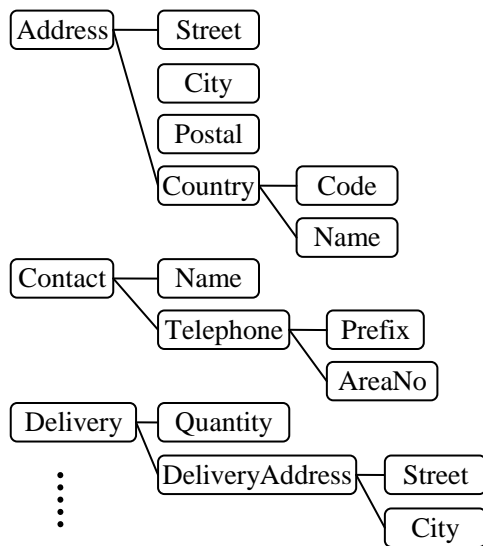 Address Street
City
Postal
Country Code
Name
Contact Name
Telephone Prefix
AreaNo
Delivery Quantity
DeliveryAddress Street
City